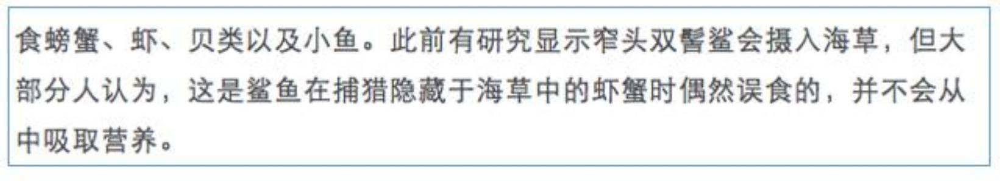 食螃蟹、虾、贝类以及小鱼。此前有研究显示窄头双髻鲨会摄入海草，但大
部分人认为，这是鲨鱼在捕猎隐藏于海草中的虾蟹时偶然误食的，并不会从
中吸取营养。